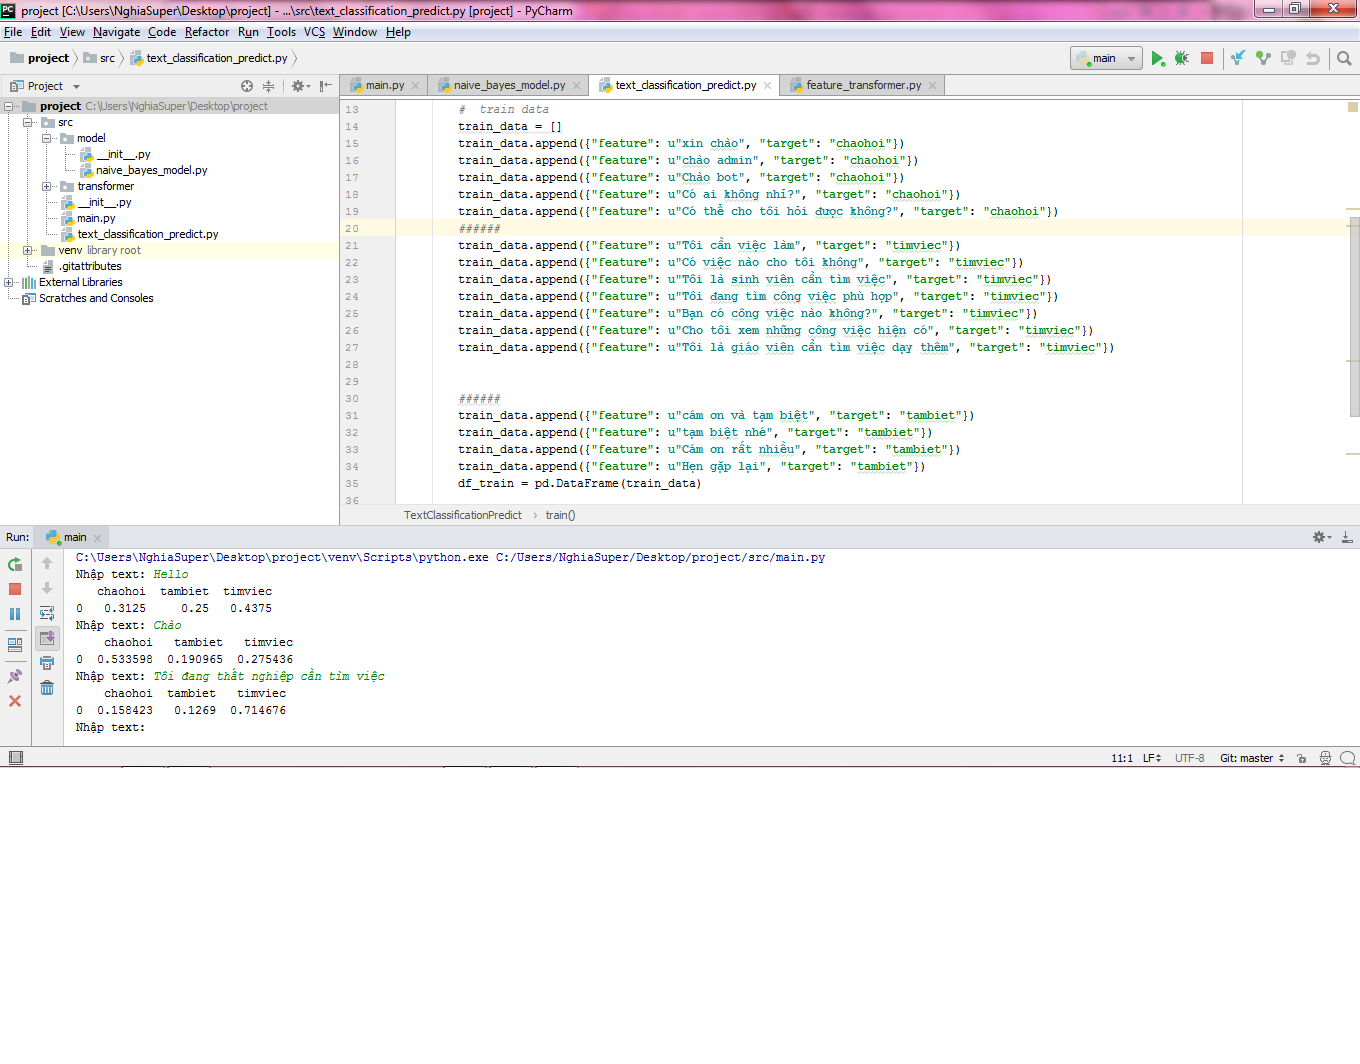 project [C:\Users\NghiaSuper\Desktop\project] - ...\src\text_classification_predict.py [project] - PyCharm
File Edit View Navigate Code Refactor Run Tools VCS Window Help
project src text_classification_predict.py main
Project main.py naive_bayes_model.py text_classification_predict.py feature_transformer.py
project C:\Users\NghiaSuper\Desktop\project
src
model
__init__.py
naive_bayes_model.py
transformer
__init__.py
main.py
text_classification_predict.py
venv library root
.gitattributes
External Libraries
Scratches and Consoles
13 # train data
14 train_data = []
15 train_data.append({"feature": u"xin chào", "target": "chaohoi"})
16 train_data.append({"feature": u"chào admin", "target": "chaohoi"})
17 train_data.append({"feature": u"Chào bot", "target": "chaohoi"})
18 train_data.append({"feature": u"Có ai không nhỉ?", "target": "chaohoi"})
19 train_data.append({"feature": u"Có thể cho tôi hỏi được không?", "target": "chaohoi"})
20 ######
21 train_data.append({"feature": u"Tôi cần việc làm", "target": "timviec"})
22 train_data.append({"feature": u"Có việc nào cho tôi không", "target": "timviec"})
23 train_data.append({"feature": u"Tôi là sinh viên cần tìm việc", "target": "timviec"})
24 train_data.append({"feature": u"Tôi đang tìm công việc phù hợp", "target": "timviec"})
25 train_data.append({"feature": u"Bạn có công việc nào không?", "target": "timviec"})
26 train_data.append({"feature": u"Cho tôi xem những công việc hiện có", "target": "timviec"})
27 train_data.append({"feature": u"Tôi là giáo viên cần tìm việc dạy thêm", "target": "timviec"})
28
29
30 ######
31 train_data.append({"feature": u"cám ơn và tạm biệt", "target": "tambiet"})
32 train_data.append({"feature": u"tạm biệt nhé", "target": "tambiet"})
33 train_data.append({"feature": u"Cám ơn rất nhiều", "target": "tambiet"})
34 train_data.append({"feature": u"Hẹn gặp lại", "target": "tambiet"})
35 df_train = pd.DataFrame(train_data)
36
TextClassificationPredict train()
Run: main
C:\Users\NghiaSuper\Desktop\project\venv\Scripts\python.exe C:/Users/NghiaSuper/Desktop/project/src/main.py
Nhập text: Hello
chaohoi tambiet timviec
0 0.3125 0.25 0.4375
Nhập text: Chào
chaohoi tambiet timviec
0 0.533598 0.190965 0.275436
Nhập text: Tôi đang thất nghiệp cần tìm việc
chaohoi tambiet timviec
0 0.158423 0.1269 0.714676
Nhập text:
11:1 LF UTF-8 Git: master